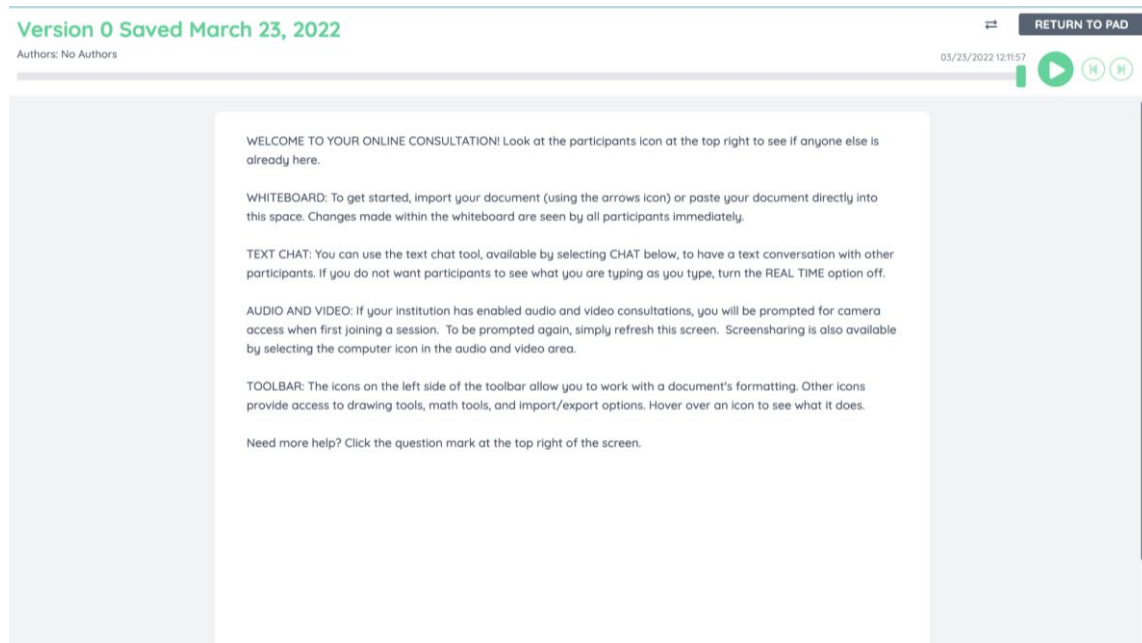 Version 0 Saved March 23, 2022
RETURN TO PAD
Authors: No Authors
03/23/2022 12:11:57
WELCOME TO YOUR ONLINE CONSULTATION! Look at the participants icon at the top right to see if anyone else is
already here.
WHITEBOARD: To get started, import your document (using the arrows icon) or paste your document directly into
this space. Changes made within the whiteboard are seen by all participants immediately.
TEXT CHAT: You can use the text chat tool, available by selecting CHAT below, to have a text conversation with other
participants. If you do not want participants to see what you are typing as you type, turn the REAL TIME option off.
AUDIO AND VIDEO: If your institution has enabled audio and video consultations, you will be prompted for camera
access when first joining a session. To be prompted again, simply refresh this screen. Screensharing is also available
by selecting the computer icon in the audio and video area.
TOOLBAR: The icons on the left side of the toolbar allow you to work with a document's formatting. Other icons
provide access to drawing tools, math tools, and import/export options. Hover over an icon to see what it does.
Need more help? Click the question mark at the top right of the screen.